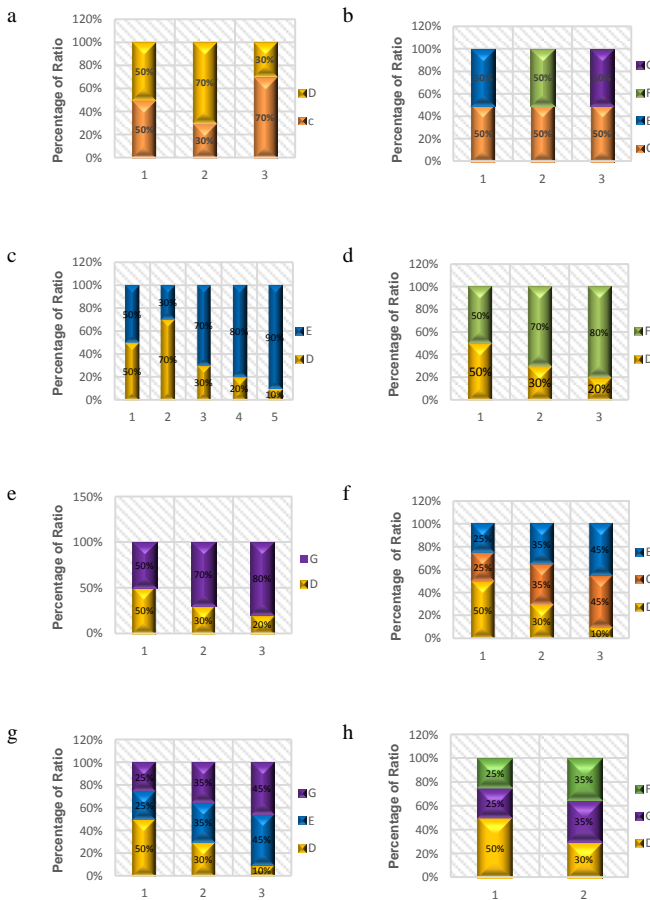 a
Percentage of Ratio
120%
100%
80%
60%
40%
20%
0%
50% 70% 30%
50% 30% 70%
1 2 3
D
c
b
Percentage of Ratio
120%
100%
80%
60%
40%
20%
0%
50% 50% 50%
50% 50% 50%
1 2 3
c
Percentage of Ratio
120%
100%
80%
60%
40%
20%
0%
50% 30% 70% 80% 90%
50% 70% 30% 20% 10%
1 2 3 4 5
E
D
d
Percentage of Ratio
120%
100%
80%
60%
40%
20%
0%
50% 70% 80%
50% 30% 20%
1 2 3
F
D
e
Percentage of Ratio
150%
100%
50%
0%
50% 70% 80%
50% 30% 20%
1 2 3
G
D
f
Percentage of Ratio
120%
100%
80%
60%
40%
20%
0%
25% 35% 45%
25% 35% 45%
50% 30% 10%
1 2 3
E
D
g
Percentage of Ratio
120%
100%
80%
60%
40%
20%
0%
25% 35% 45%
25% 35% 45%
50% 30% 10%
1 2 3
G
E
D
h
Percentage of Ratio
120%
100%
80%
60%
40%
20%
0%
25% 35%
25% 35%
50% 30%
1 2
F
G
D